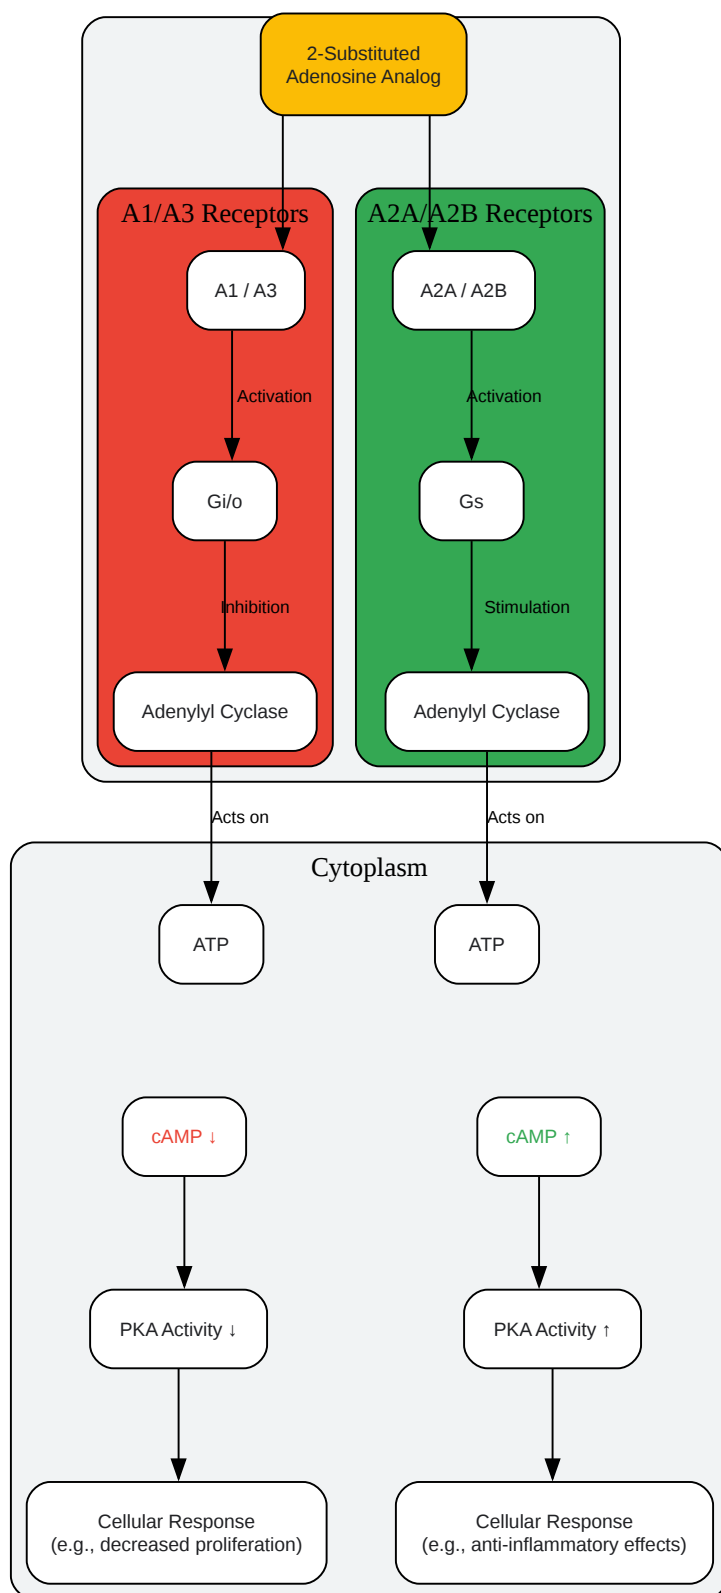 2-Substituted
Adenosine Analog
A1/A3 Receptors
A2A/A2B Receptors
A1 / A3
A2A / A2B
Activation
Activation
Gi/o
Gs
Inhibition
Stimulation
Adenylyl Cyclase
Adenylyl Cyclase
Acts on
Acts on
Cytoplasm
ATP
ATP
cAMP ↓
cAMP ↑
PKA Activity ↓
PKA Activity ↑
Cellular Response
(e.g., decreased proliferation)
Cellular Response
(e.g., anti-inflammatory effects)